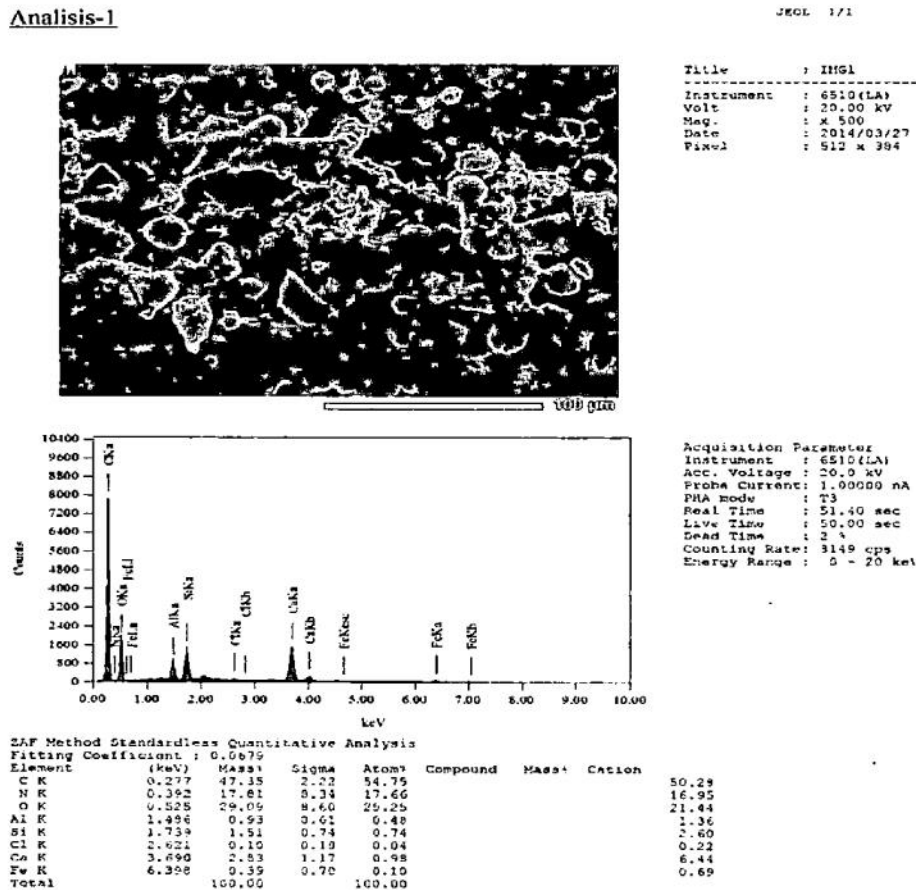 Analisis-1
JEOL 1/1
Title : IMG1
Instrument : 6510(LA)
Volt : 20.00 kV
Mag. : x 500
Date : 2014/03/27
Pixel : 512 x 384
100 µm
Acquisition Parameter
Instrument : 6510(LA)
Acc. Voltage : 20.0 kV
Probe Current: 1.00000 nA
PHA mode : T3
Real Time : 51.40 sec
Live Time : 50.00 sec
Dead Time : 2 %
Counting Rate: 3149 cps
Energy Range : 0 - 20 keV
Counts
10400
9600
8800
8000
7200
6400
5600
4800
4000
3200
2400
1600
800
0
CKa
NKa
OKa
FeLl
FeLa
AlKa
SiKa
ClKa
ClKb
CaKa
CaKb
FeKesc
FeKa
FeKb
0.00 1.00 2.00 3.00 4.00 5.00 6.00 7.00 8.00 9.00 10.00
keV
ZAF Method Standardless Quantitative Analysis
Fitting Coefficient : 0.0679
Element (keV) Mass% Sigma Atom% Compound Mass% Cation
C K 0.277 47.35 2.22 54.75 50.29
N K 0.392 17.81 8.34 17.66 16.95
O K 0.525 29.09 8.60 25.25 21.44
Al K 1.486 0.93 0.61 0.48 1.36
Si K 1.739 1.51 0.74 0.74 2.60
Cl K 2.621 0.10 0.04 0.22
Ca K 3.690 2.83 1.17 0.98 6.44
Fe K 6.398 0.39 0.70 0.10 0.69
Total 100.00 100.00